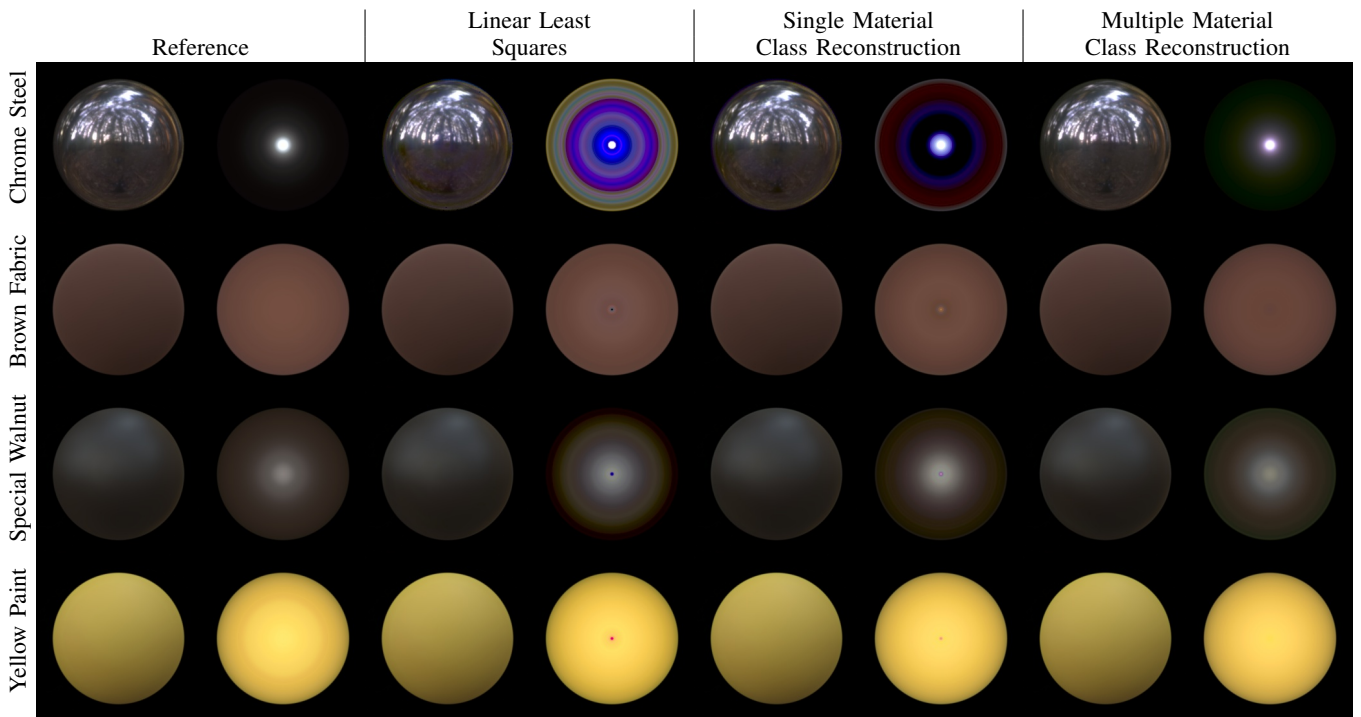 Reference
Linear Least
Squares
Single Material
Class Reconstruction
Multiple Material
Class Reconstruction
Chrome Steel
Brown Fabric
Special Walnut
Yellow Paint